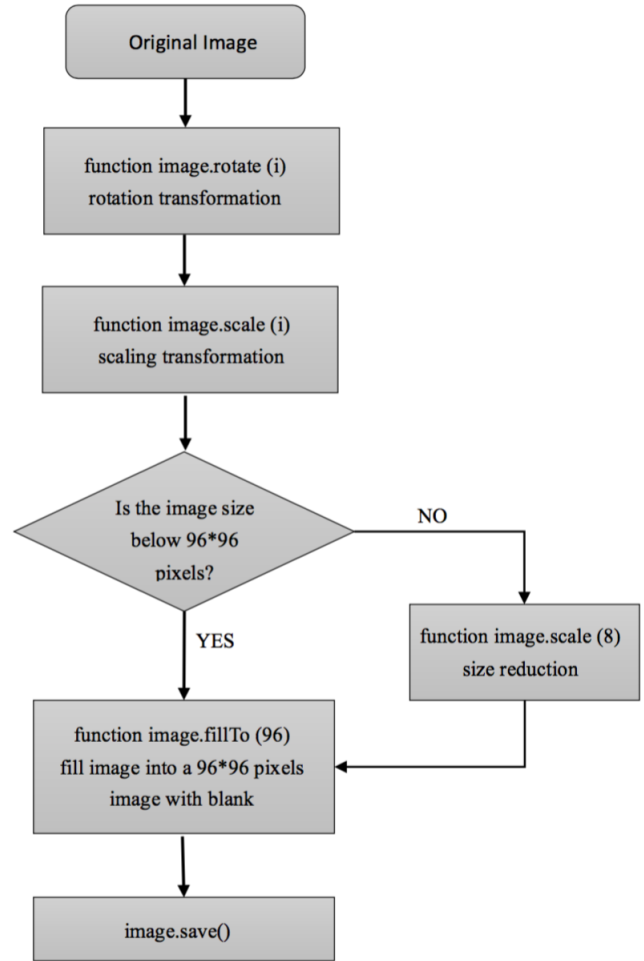 Original Image
function image.rotate (i)
rotation transformation
function image.scale (i)
scaling transformation
Is the image size
below 96*96
pixels?
NO
YES
function image.scale (8)
size reduction
function image.fillTo (96)
fill image into a 96*96 pixels
image with blank
image.save()